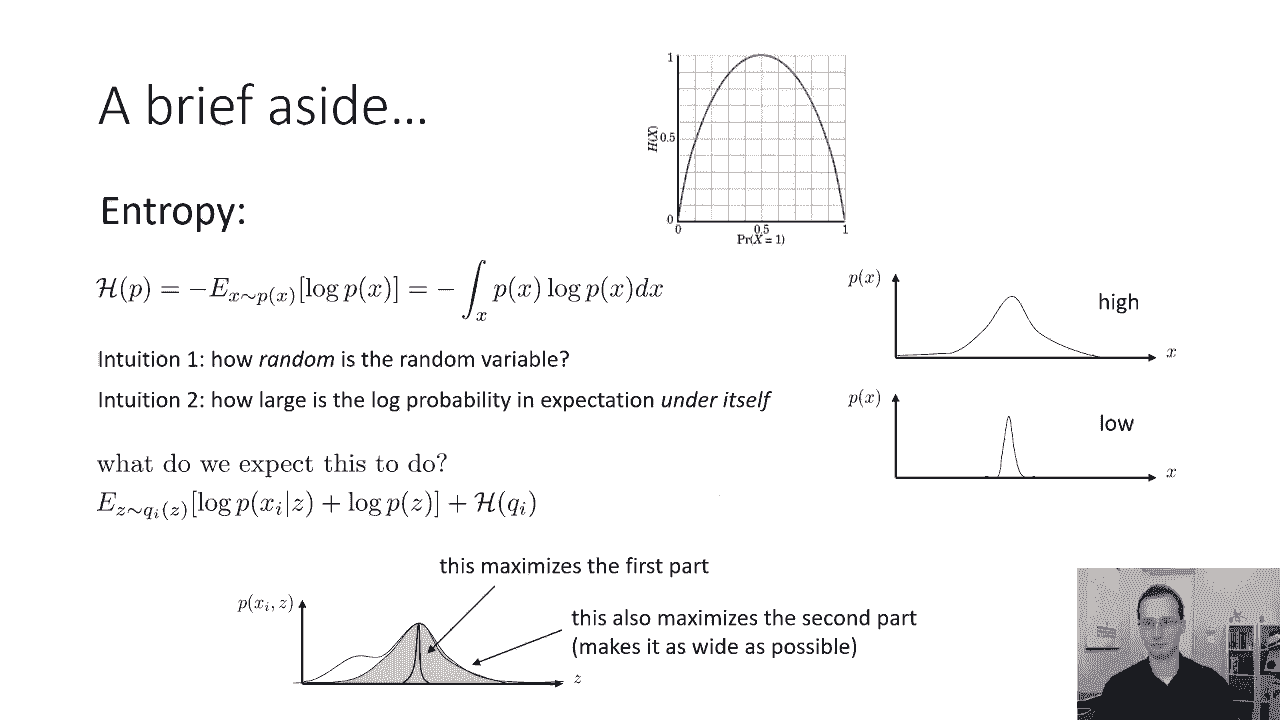 A brief aside...
1
H(X)
0.5
0
0
0.5
1
Pr(X = 1)
Entropy:
$\mathcal{H}(p) = -E_{x \sim p(x)}[\log p(x)] = -\int_x p(x) \log p(x) dx$
p(x)
high
x
Intuition 1: how random is the random variable?
Intuition 2: how large is the log probability in expectation under itself
p(x)
low
x
what do we expect this to do?
$E_{z \sim q_i(z)}[\log p(x_i|z) + \log p(z)] + \mathcal{H}(q_i)$
this maximizes the first part
$p(x_i, z)$
this also maximizes the second part
(makes it as wide as possible)
z